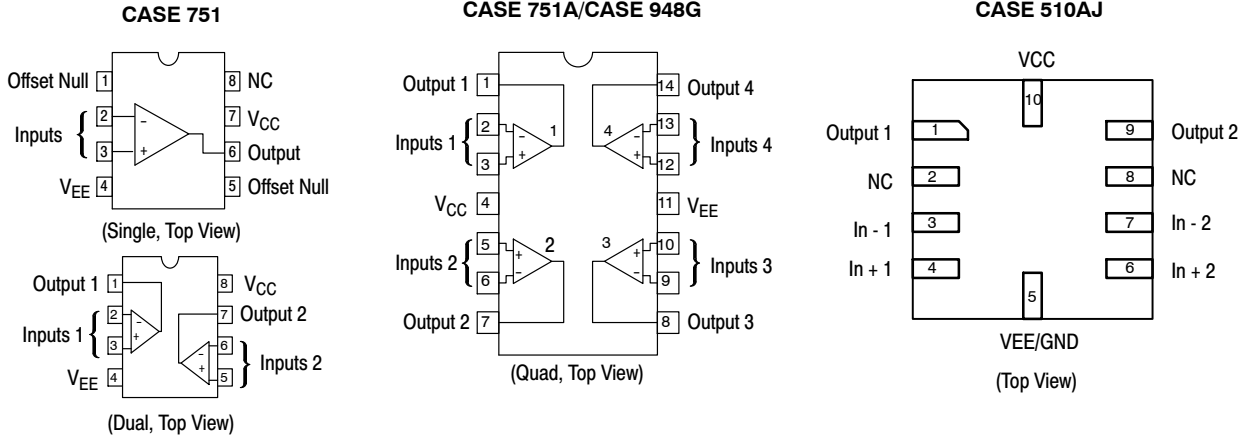 CASE 751
Offset Null 1
8 NC
2
Inputs
3
−
+
7 VCC
6 Output
VEE 4
5 Offset Null
(Single, Top View)
Output 1 1
8 VCC
2
Inputs 1
3
−
+
7 Output 2
6
Inputs 2
5
−
+
VEE 4
(Dual, Top View)
CASE 751A/CASE 948G
Output 1 1
14 Output 4
2
Inputs 1
3
−
+
1
4
−
+
13
Inputs 4
12
VCC 4
11 VEE
5
Inputs 2
6
+
−
2
3
+
−
10
Inputs 3
9
Output 2 7
8 Output 3
(Quad, Top View)
CASE 510AJ
VCC
10
Output 1 1
9 Output 2
NC 2
8 NC
In - 1 3
7 In - 2
In + 1 4
6 In + 2
5
VEE/GND
(Top View)